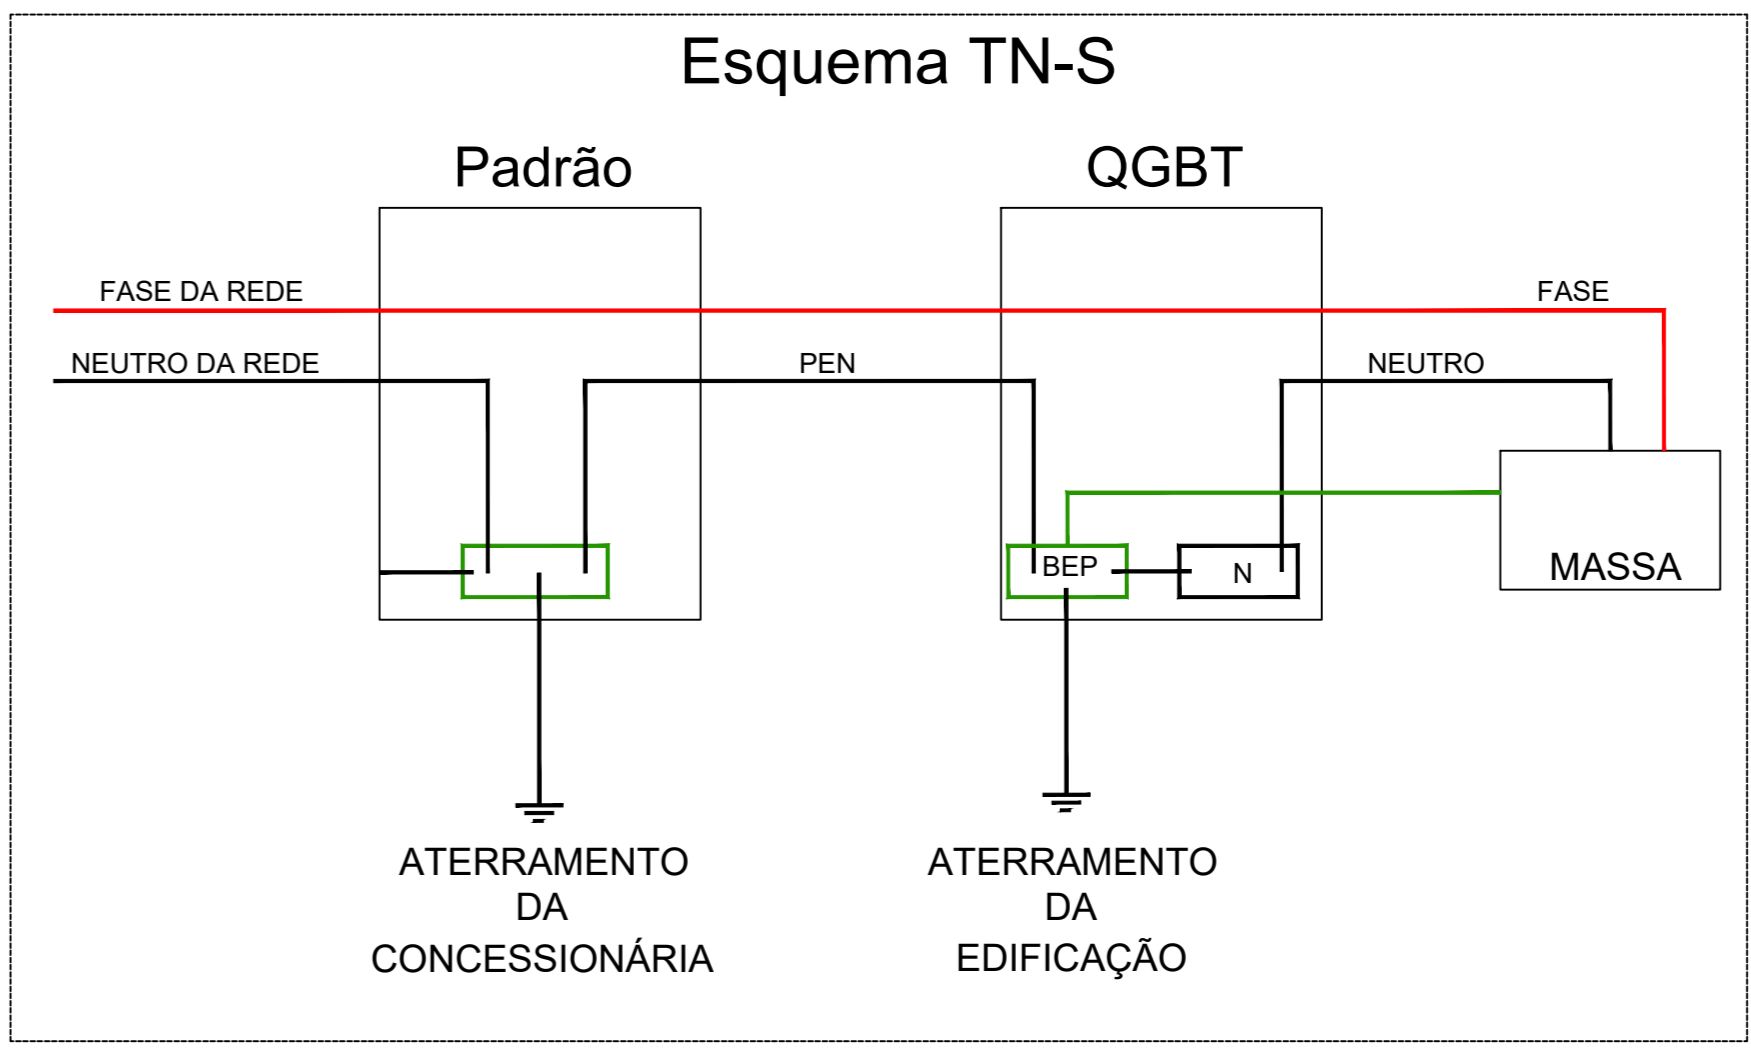 Esquema TN-S
Padrão
QGBT
FASE DA REDE
FASE
NEUTRO DA REDE
PEN
NEUTRO
BEP
N
MASSA
ATERRAMENTO
DA
CONCESSIONÁRIA
ATERRAMENTO
DA
EDIFICAÇÃO